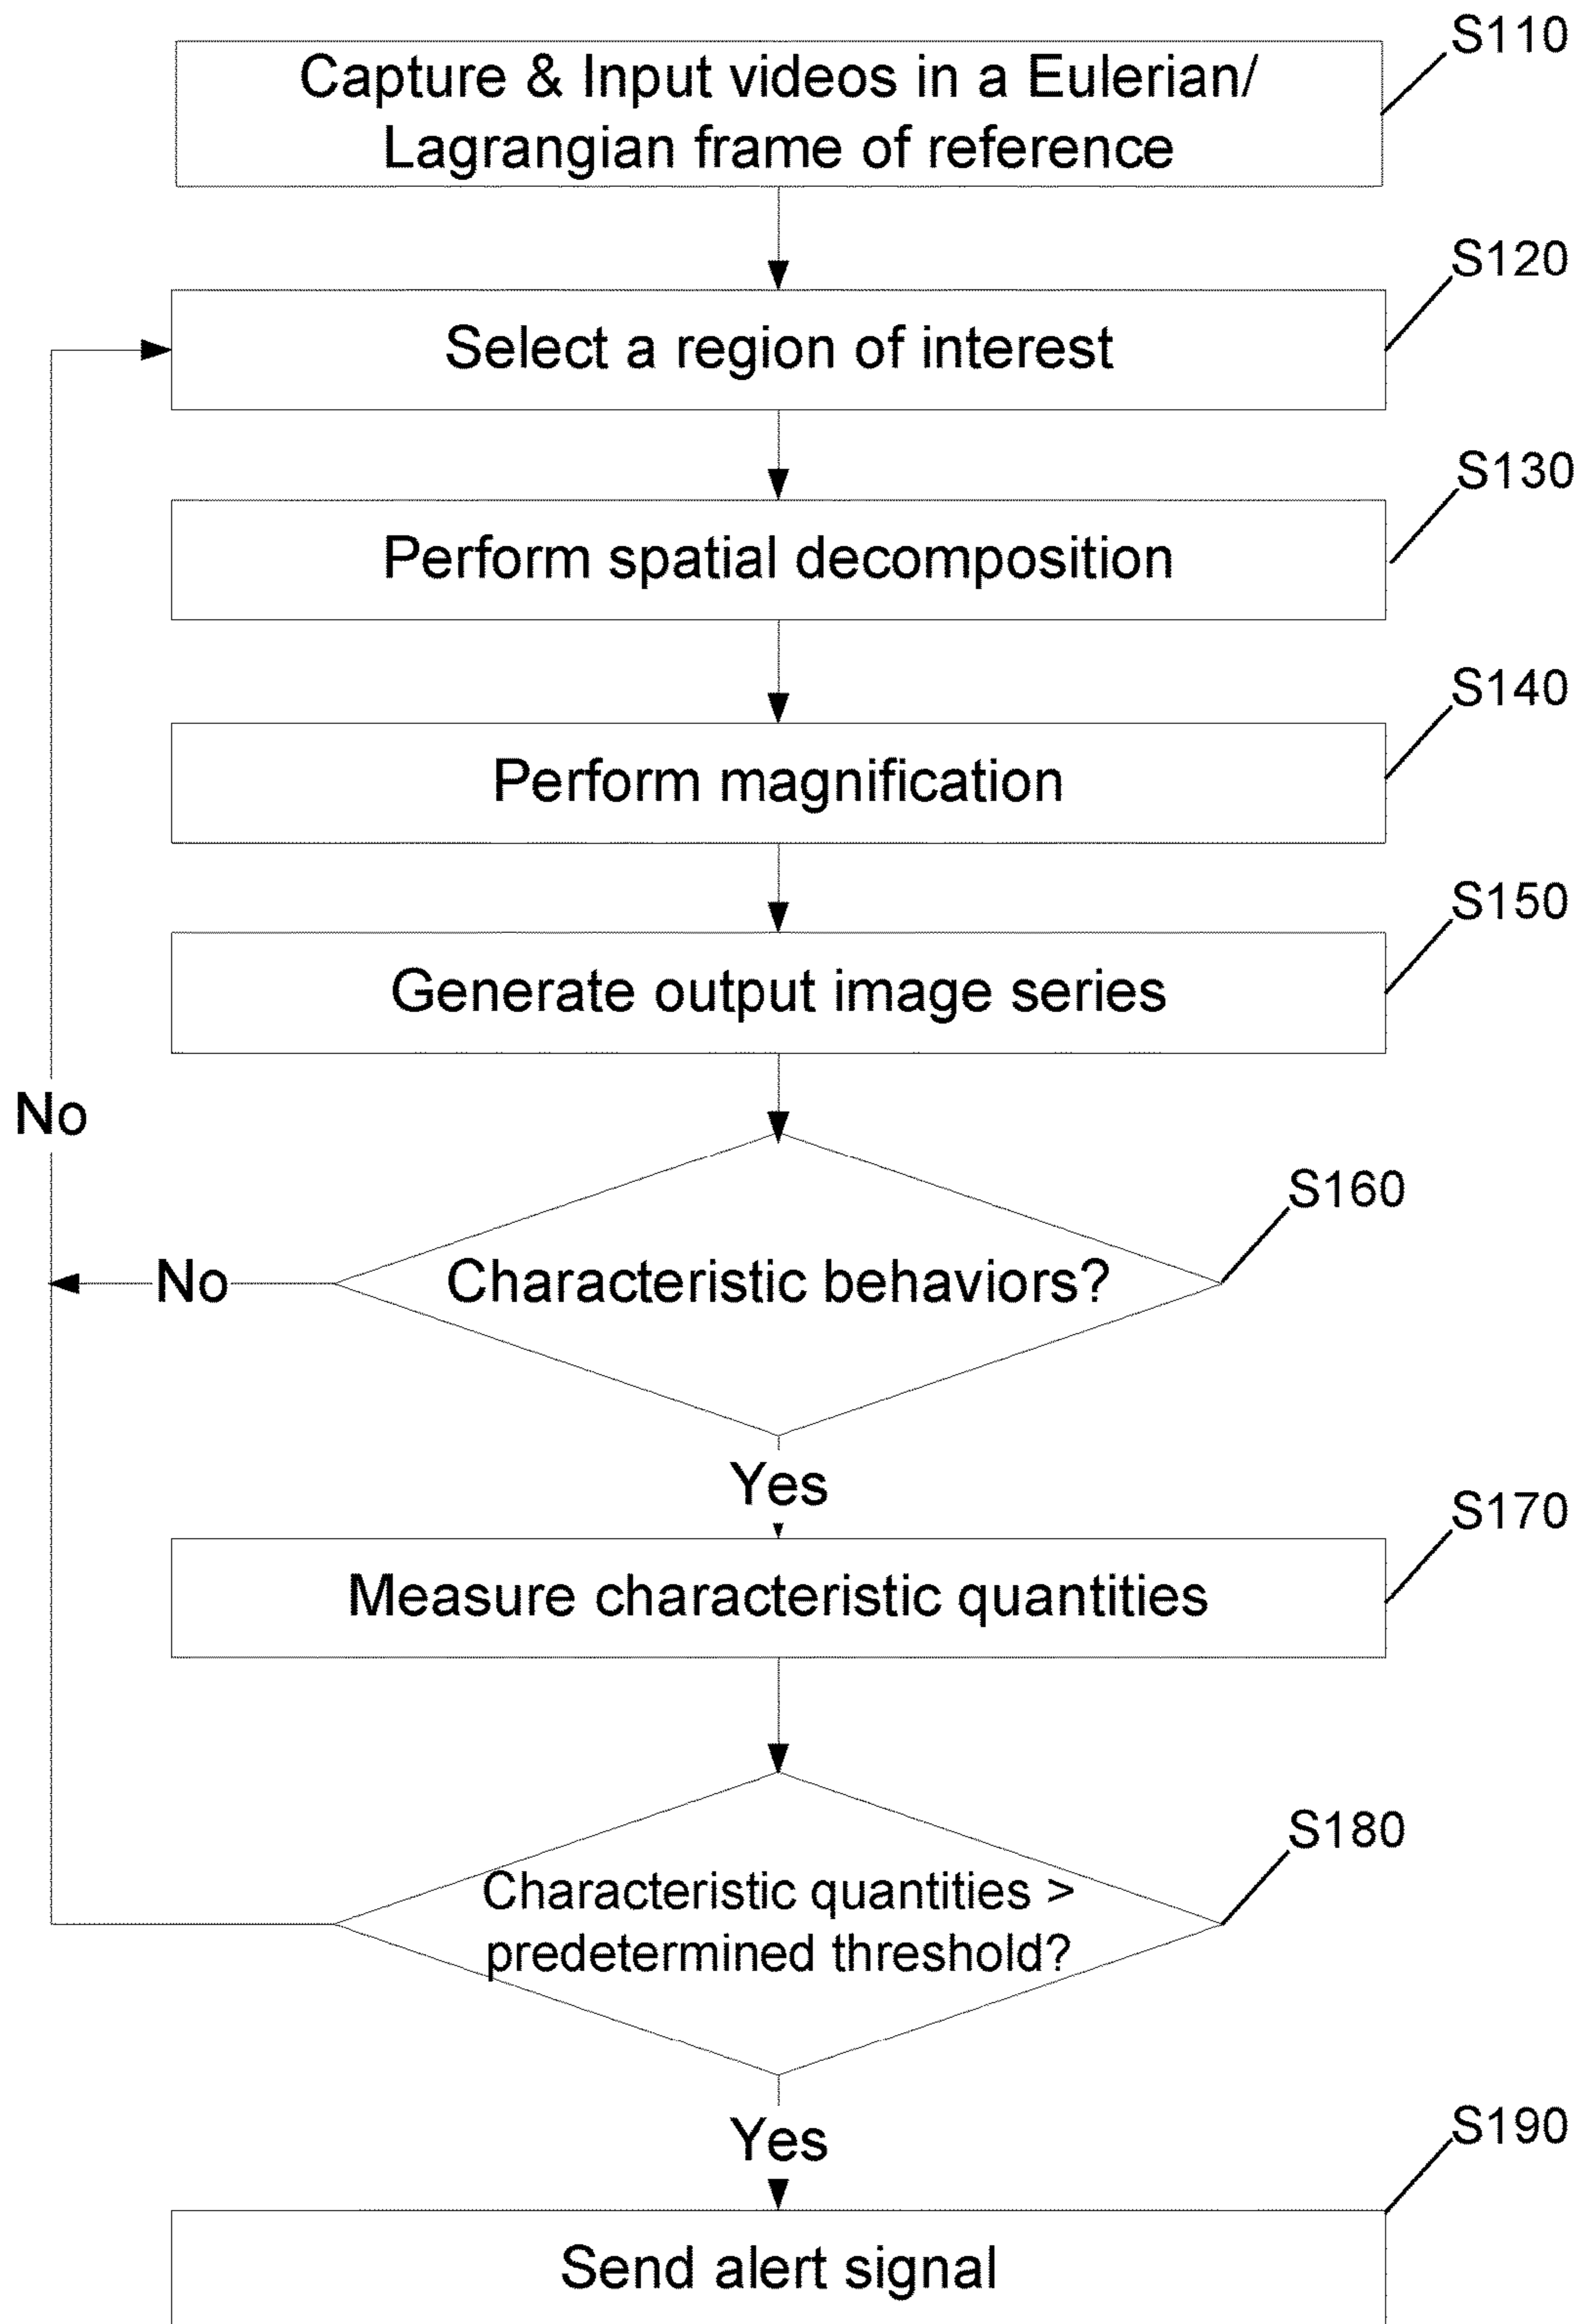 S110
Capture & Input videos in a Eulerian/
Lagrangian frame of reference
S120
Select a region of interest
S130
Perform spatial decomposition
S140
Perform magnification
S150
Generate output image series
No
S160
No
Characteristic behaviors?
Yes
S170
Measure characteristic quantities
S180
Characteristic quantities >
predetermined threshold?
Yes
S190
Send alert signal